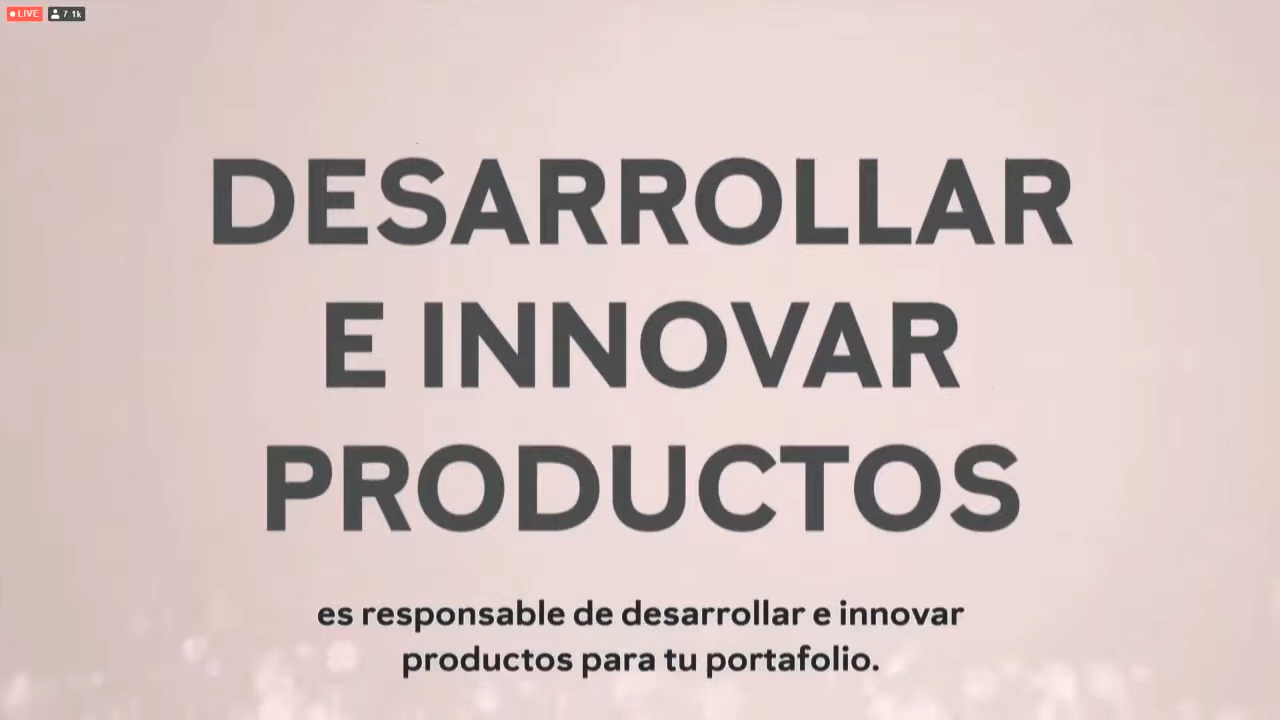 LIVE 7.1k
DESARROLLAR
E INNOVAR
PRODUCTOS
es responsable de desarrollar e innovar
productos para tu portafolio.